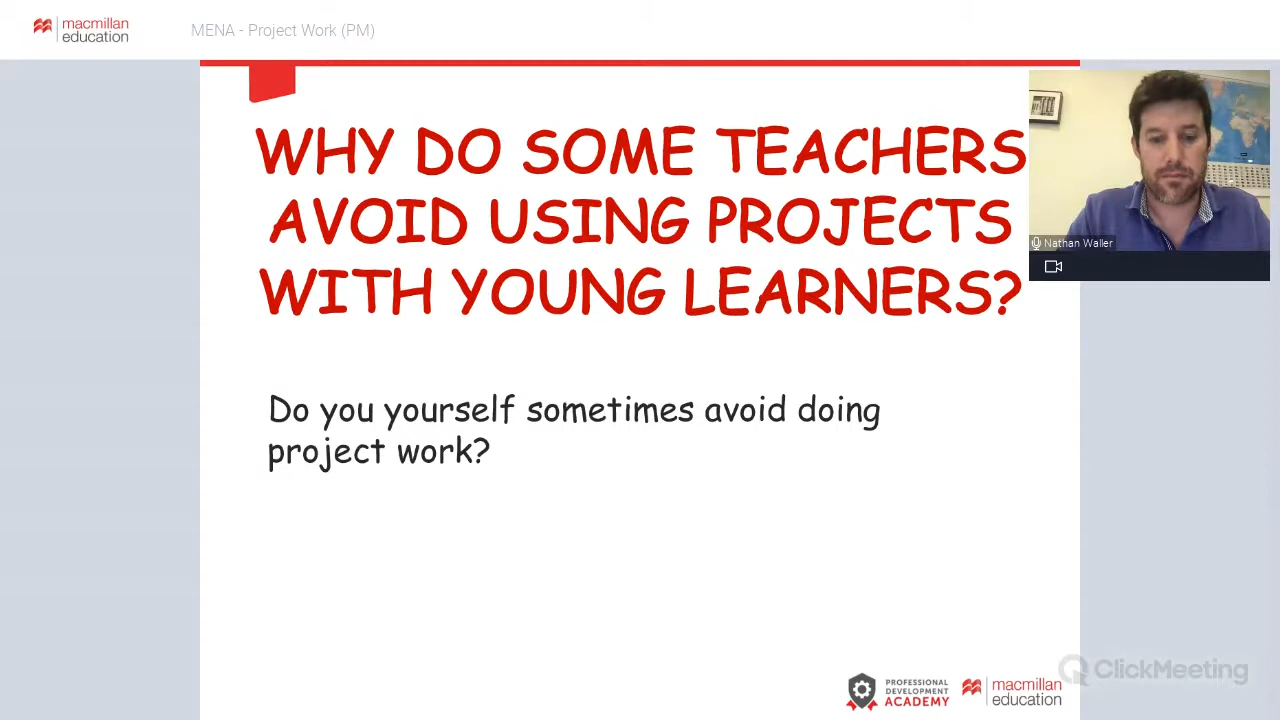 macmillan
education
MENA - Project Work (PM)
WHY DO SOME TEACHERS
AVOID USING PROJECTS
WITH YOUNG LEARNERS?
Nathan Waller
Do you yourself sometimes avoid doing
project work?
PROFESSIONAL
DEVELOPMENT
ACADEMY
macmillan
education
ClickMeeting